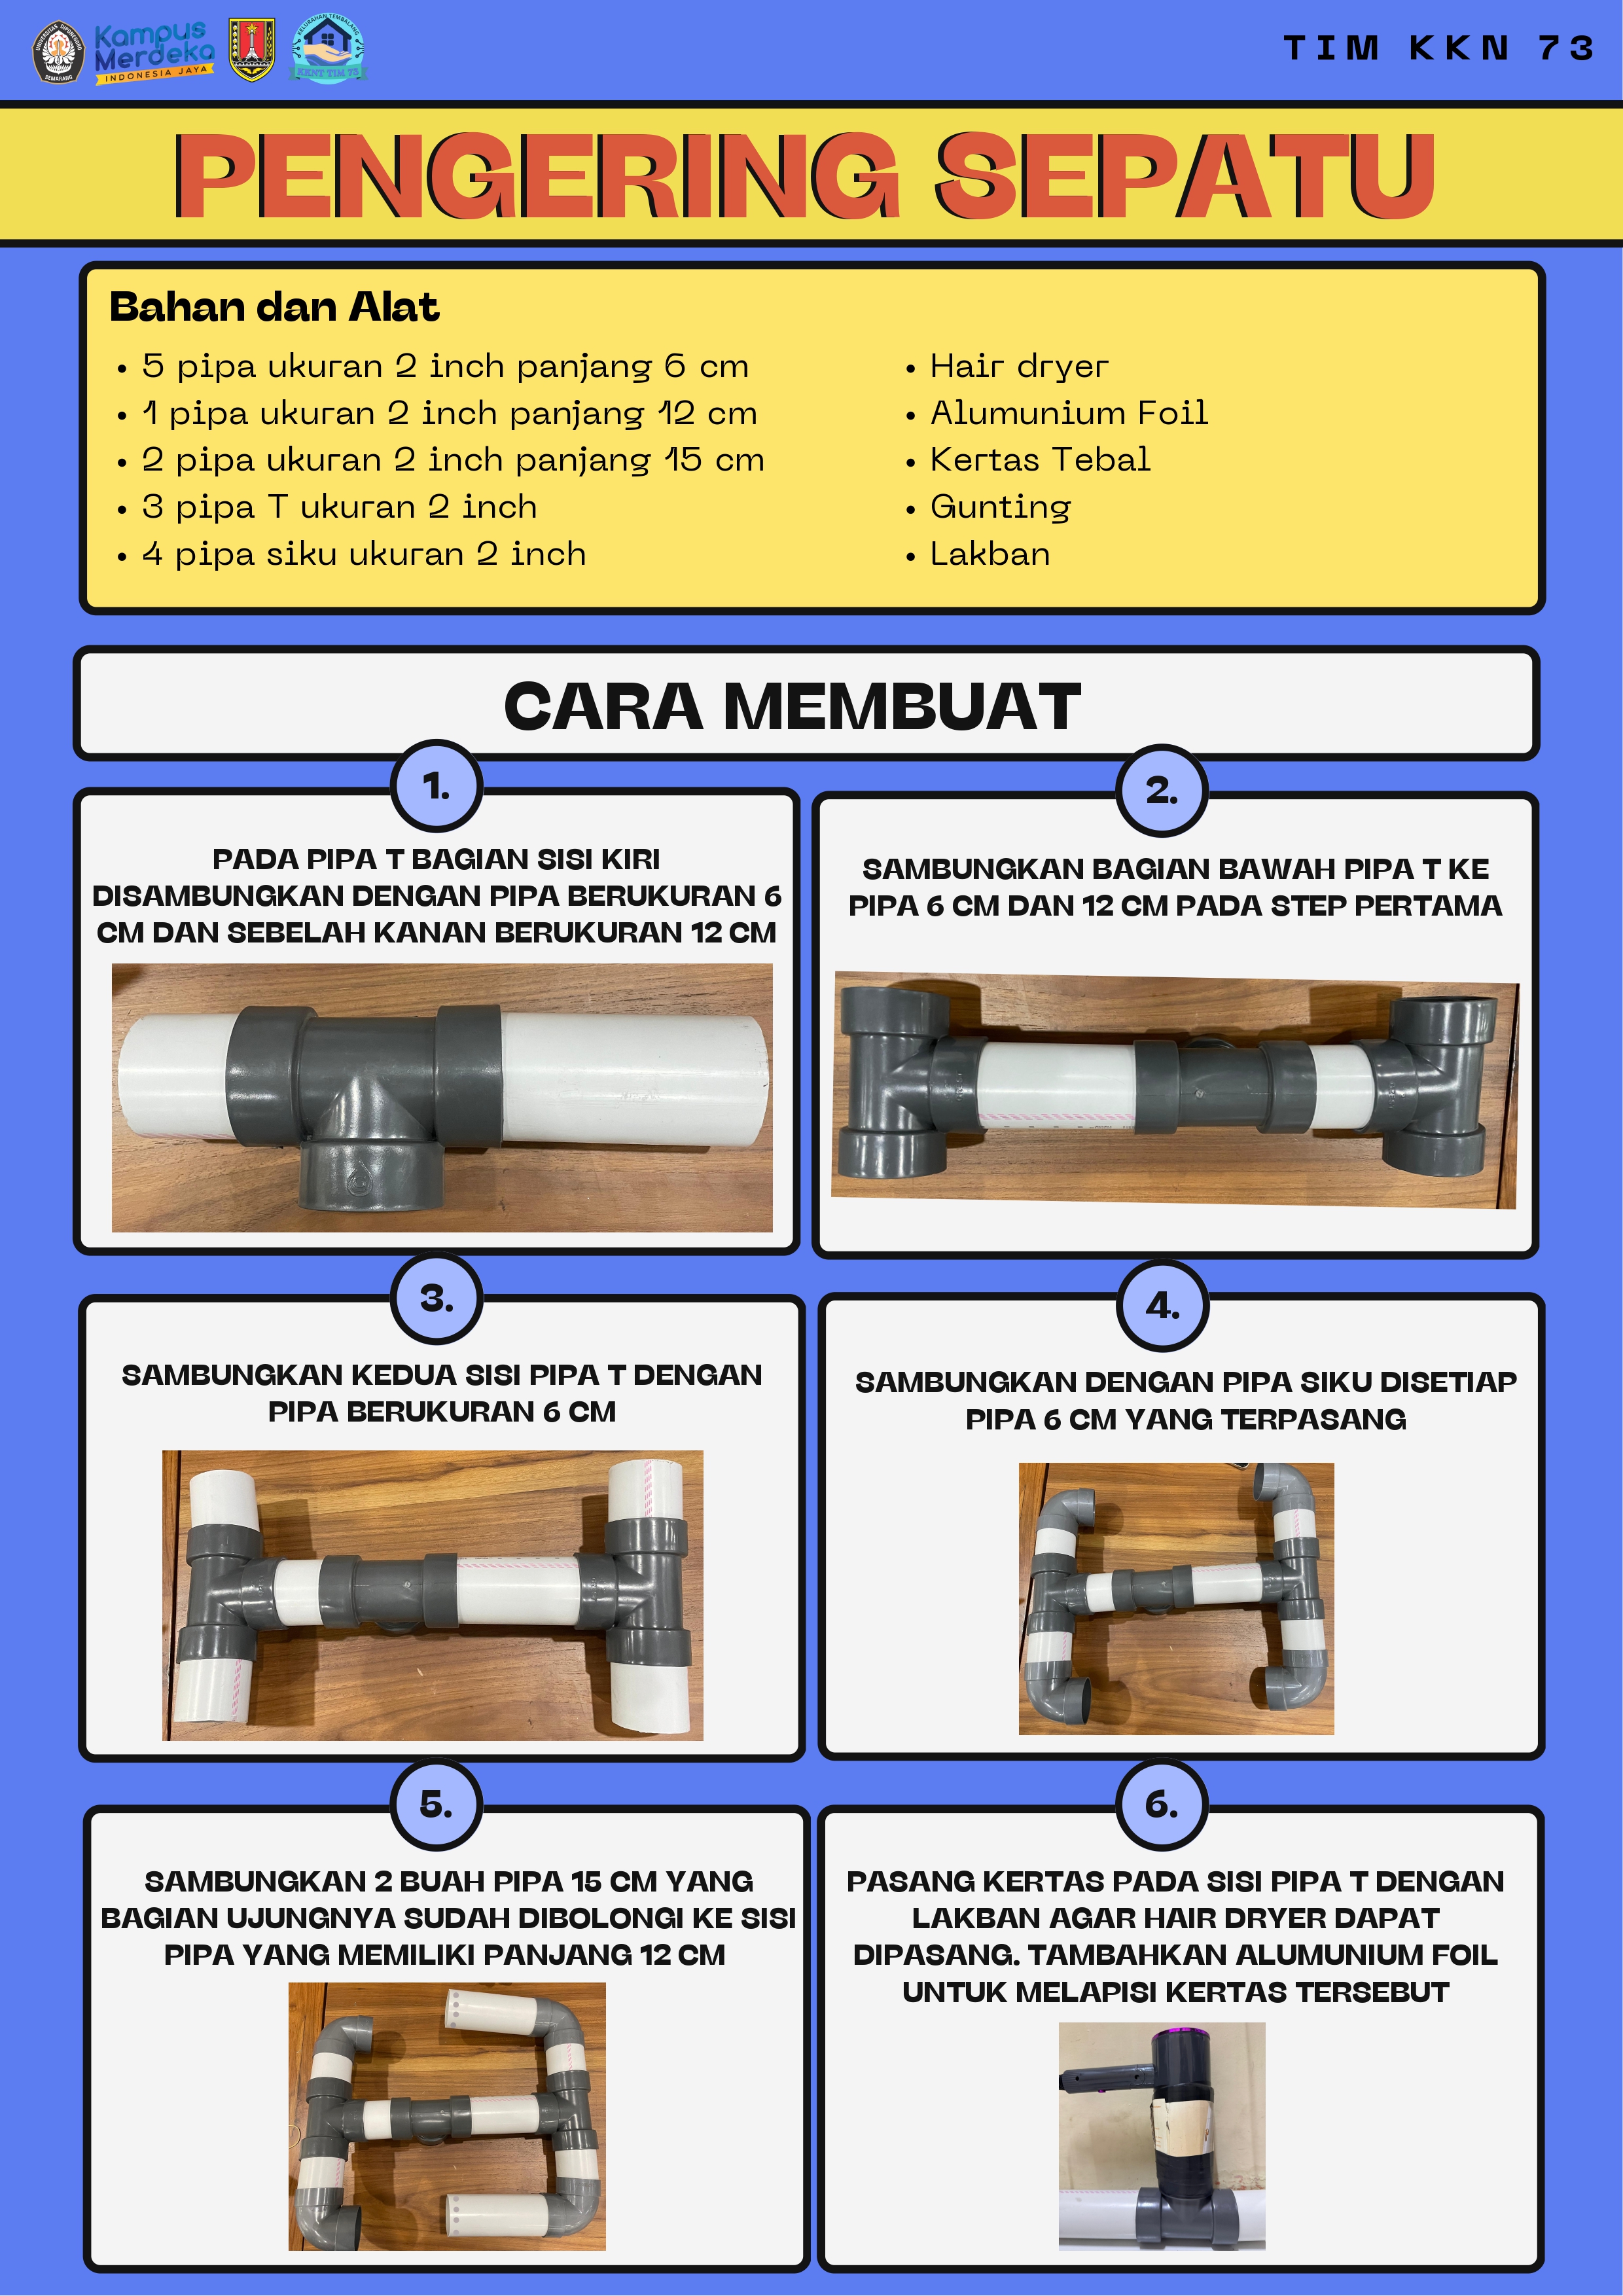 UNIVERSITAS DIPONEGORO
SEMARANG
Kampus
Merdeka
INDONESIA JAYA
KELURAHAN TEMBALANG
TIM KKN 73
PENGERING SEPATU
Bahan dan Alat
• 5 pipa ukuran 2 inch panjang 6 cm
• 1 pipa ukuran 2 inch panjang 12 cm
• 2 pipa ukuran 2 inch panjang 15 cm
• 3 pipa T ukuran 2 inch
• 4 pipa siku ukuran 2 inch
• Hair dryer
• Alumunium Foil
• Kertas Tebal
• Gunting
• Lakban
CARA MEMBUAT
1.
PADA PIPA T BAGIAN SISI KIRI
DISAMBUNGKAN DENGAN PIPA BERUKURAN 6
CM DAN SEBELAH KANAN BERUKURAN 12 CM
2.
SAMBUNGKAN BAGIAN BAWAH PIPA T KE
PIPA 6 CM DAN 12 CM PADA STEP PERTAMA
3.
SAMBUNGKAN KEDUA SISI PIPA T DENGAN
PIPA BERUKURAN 6 CM
4.
SAMBUNGKAN DENGAN PIPA SIKU DISETIAP
PIPA 6 CM YANG TERPASANG
5.
SAMBUNGKAN 2 BUAH PIPA 15 CM YANG
BAGIAN UJUNGNYA SUDAH DIBOLONGI KE SISI
PIPA YANG MEMILIKI PANJANG 12 CM
6.
PASANG KERTAS PADA SISI PIPA T DENGAN
LAKBAN AGAR HAIR DRYER DAPAT
DIPASANG. TAMBAHKAN ALUMUNIUM FOIL
UNTUK MELAPISI KERTAS TERSEBUT